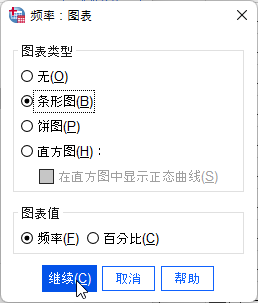 频率：图表
图表类型
无(O)
条形图(B)
饼图(P)
直方图(H)：
在直方图中显示正态曲线(S)
图表值
频率(F) 百分比(C)
继续(C) 取消 帮助